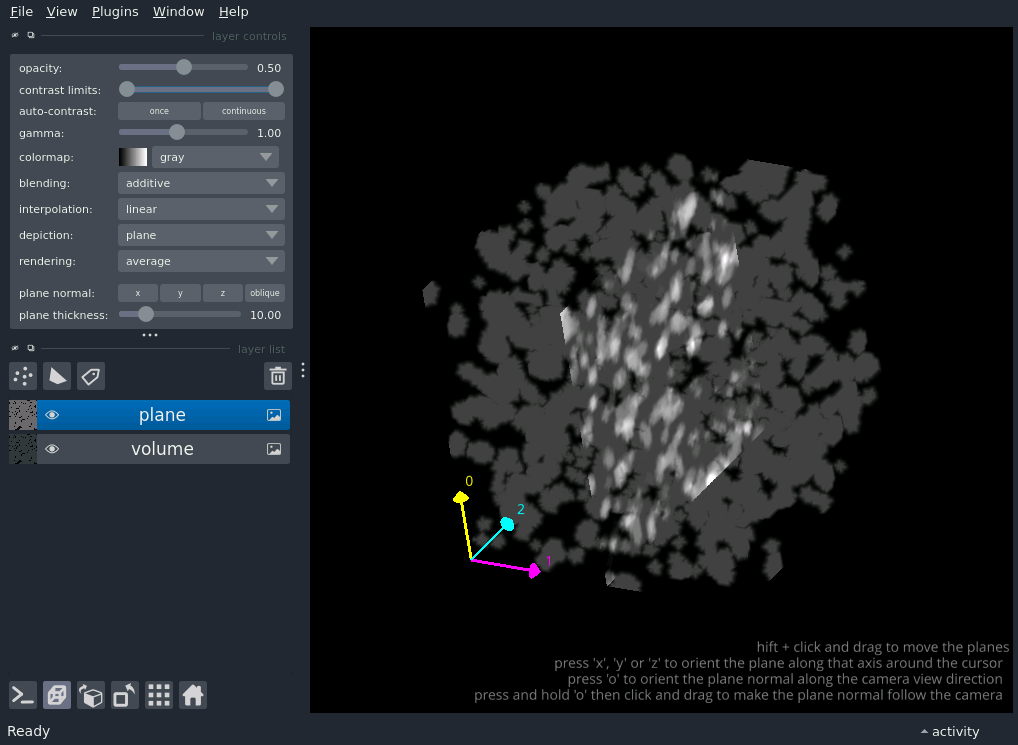 File View Plugins Window Help
layer controls
opacity: 0.50
contrast limits:
auto-contrast: once continuous
gamma: 1.00
colormap: gray
blending: additive
interpolation: linear
depiction: plane
rendering: average
plane normal: x y z oblique
plane thickness: 10.00
layer list
plane
volume
0
2
1
hift + click and drag to move the planes
press 'x', 'y' or 'z' to orient the plane along that axis around the cursor
press 'o' to orient the plane normal along the camera view direction
press and hold 'o' then click and drag to make the plane normal follow the camera
Ready activity